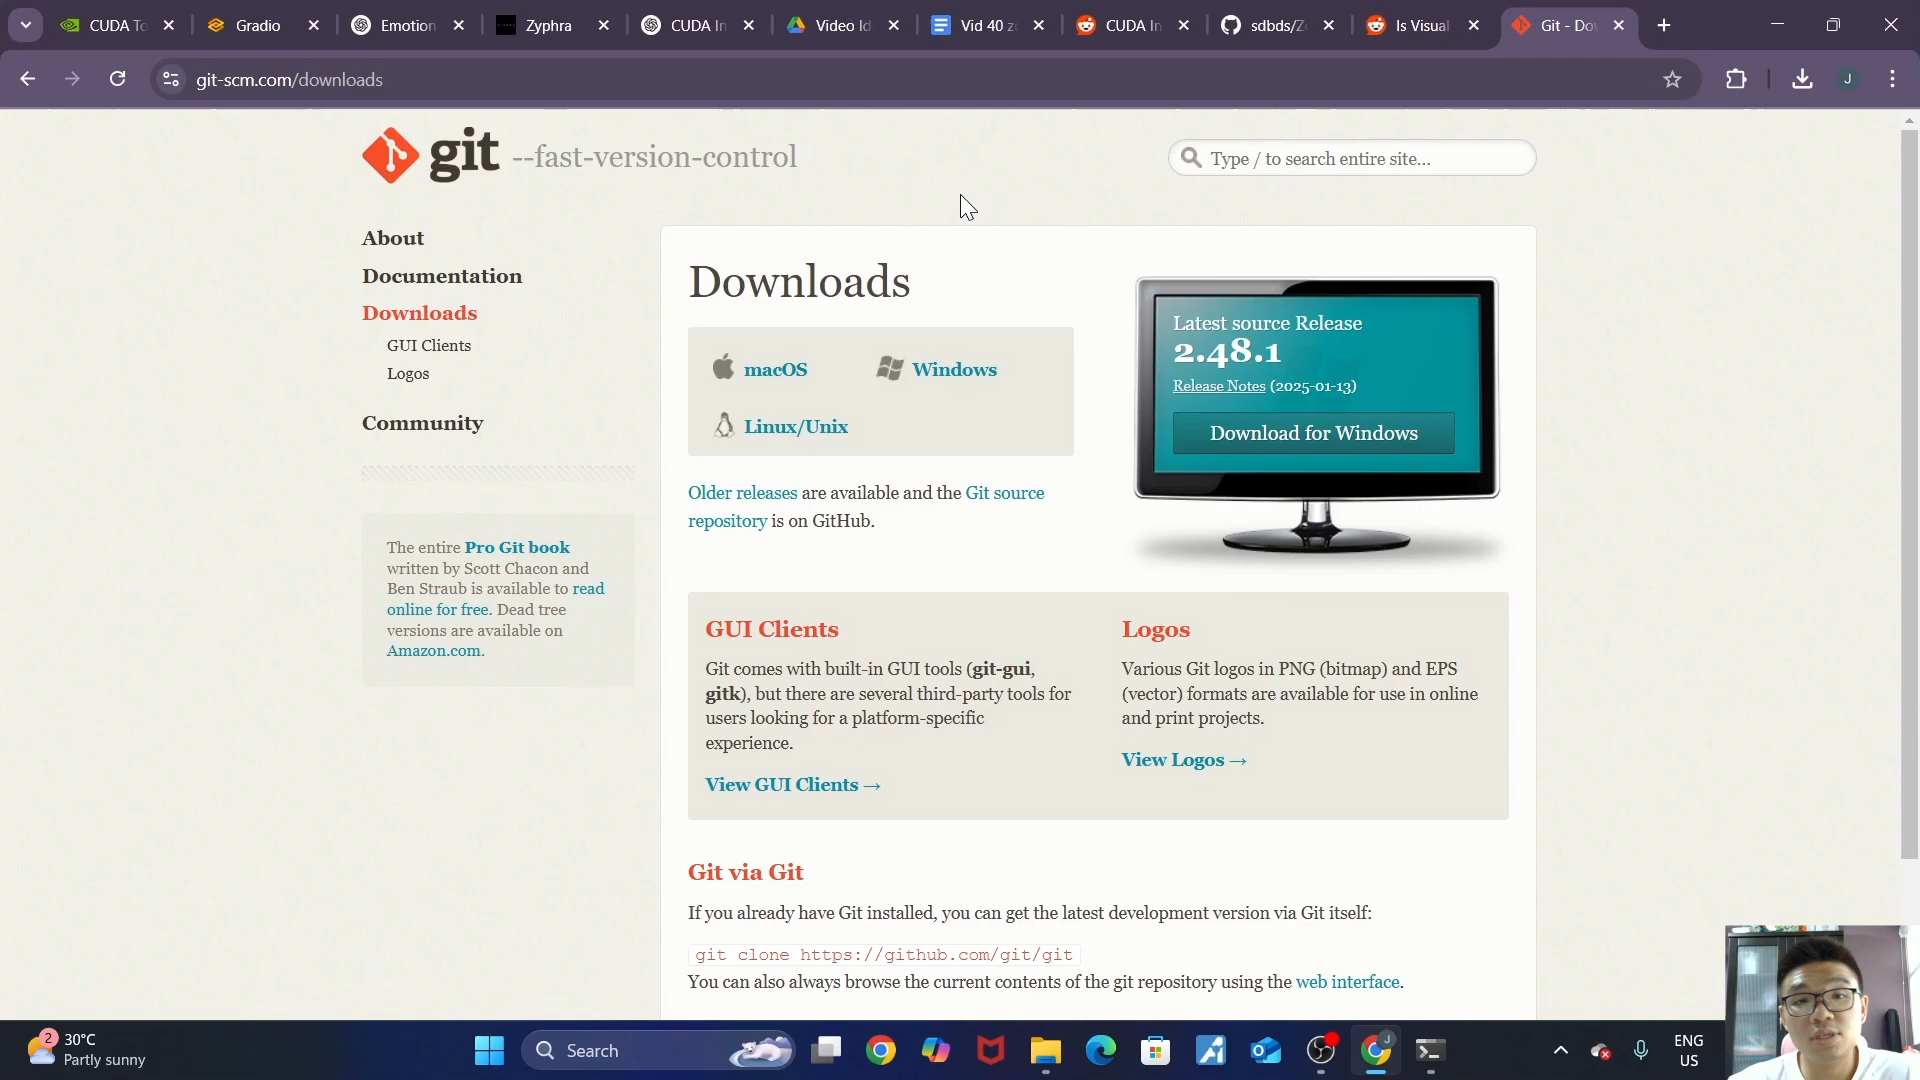 CUDA To
Gradio
Emotion
Zyphra
CUDA In
Video Id
Vid 40 zo
CUDA In
sdbds/Zo
Is Visual
Git - Do
git-scm.com/downloads
J
git --fast-version-control
Type / to search entire site...
About
Documentation
Downloads
GUI Clients
Logos
Community
The entire Pro Git book
written by Scott Chacon and
Ben Straub is available to read
online for free. Dead tree
versions are available on
Amazon.com.
Downloads
macOS
Windows
Linux/Unix
Older releases are available and the Git source
repository is on GitHub.
Latest source Release
2.48.1
Release Notes (2025-01-13)
Download for Windows
GUI Clients
Git comes with built-in GUI tools (git-gui,
gitk), but there are several third-party tools for
users looking for a platform-specific
experience.
View GUI Clients →
Logos
Various Git logos in PNG (bitmap) and EPS
(vector) formats are available for use in online
and print projects.
View Logos →
Git via Git
If you already have Git installed, you can get the latest development version via Git itself:
git clone https://github.com/git/git
You can also always browse the current contents of the git repository using the web interface.
2
30°C
Partly sunny
Search
ENG
US